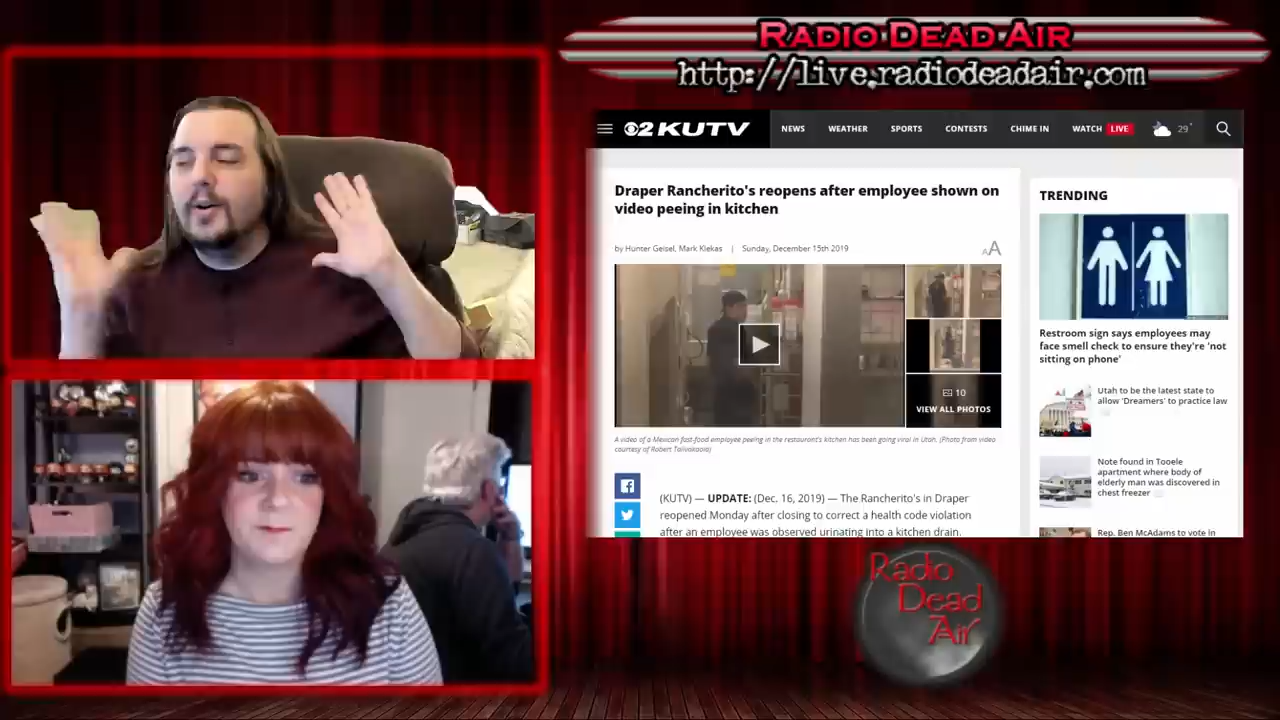 RADIO DEAD AIR
http://live.radiodeadair.com
2 KUTV
NEWS
WEATHER
SPORTS
CONTESTS
CHIME IN
WATCH LIVE
29°
Draper Rancherito's reopens after employee shown on
video peeing in kitchen
by Hunter Geisel, Mark Klekas | Sunday, December 15th 2019
AA
10
VIEW ALL PHOTOS
A video of a Mexican fast-food employee peeing in the restaurant's kitchen has been going viral in Utah. (Photo from video
courtesy of Robert
(KUTV) — UPDATE: (Dec. 16, 2019) — The Rancherito's in Draper
reopened Monday after closing to correct a health code violation
after an employee was observed urinating into a kitchen drain.
TRENDING
Restroom sign says employees may
face smell check to ensure they're 'not
sitting on phone'
Utah to be the latest state to
allow 'Dreamers' to practice law
Note found in Tooele
apartment where body of
elderly man was discovered in
chest freezer
Rep. Ben McAdams to vote in
Radio
Dead
Air